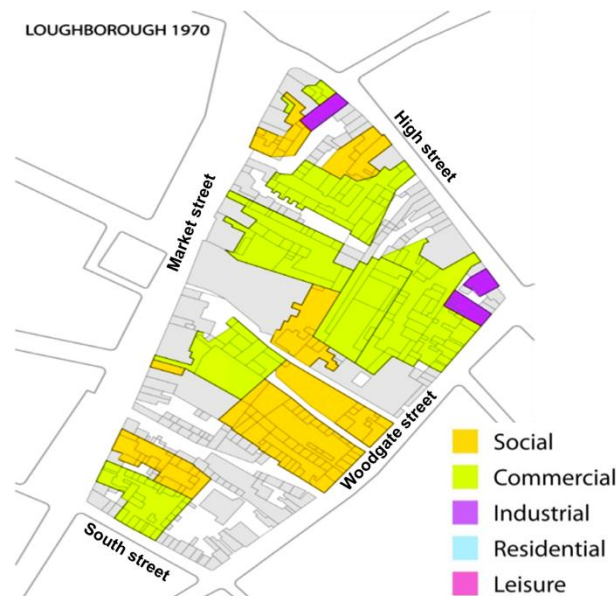 LOUGHBOROUGH 1970
High street
Market street
Woodgate street
South street
Social
Commercial
Industrial
Residential
Leisure